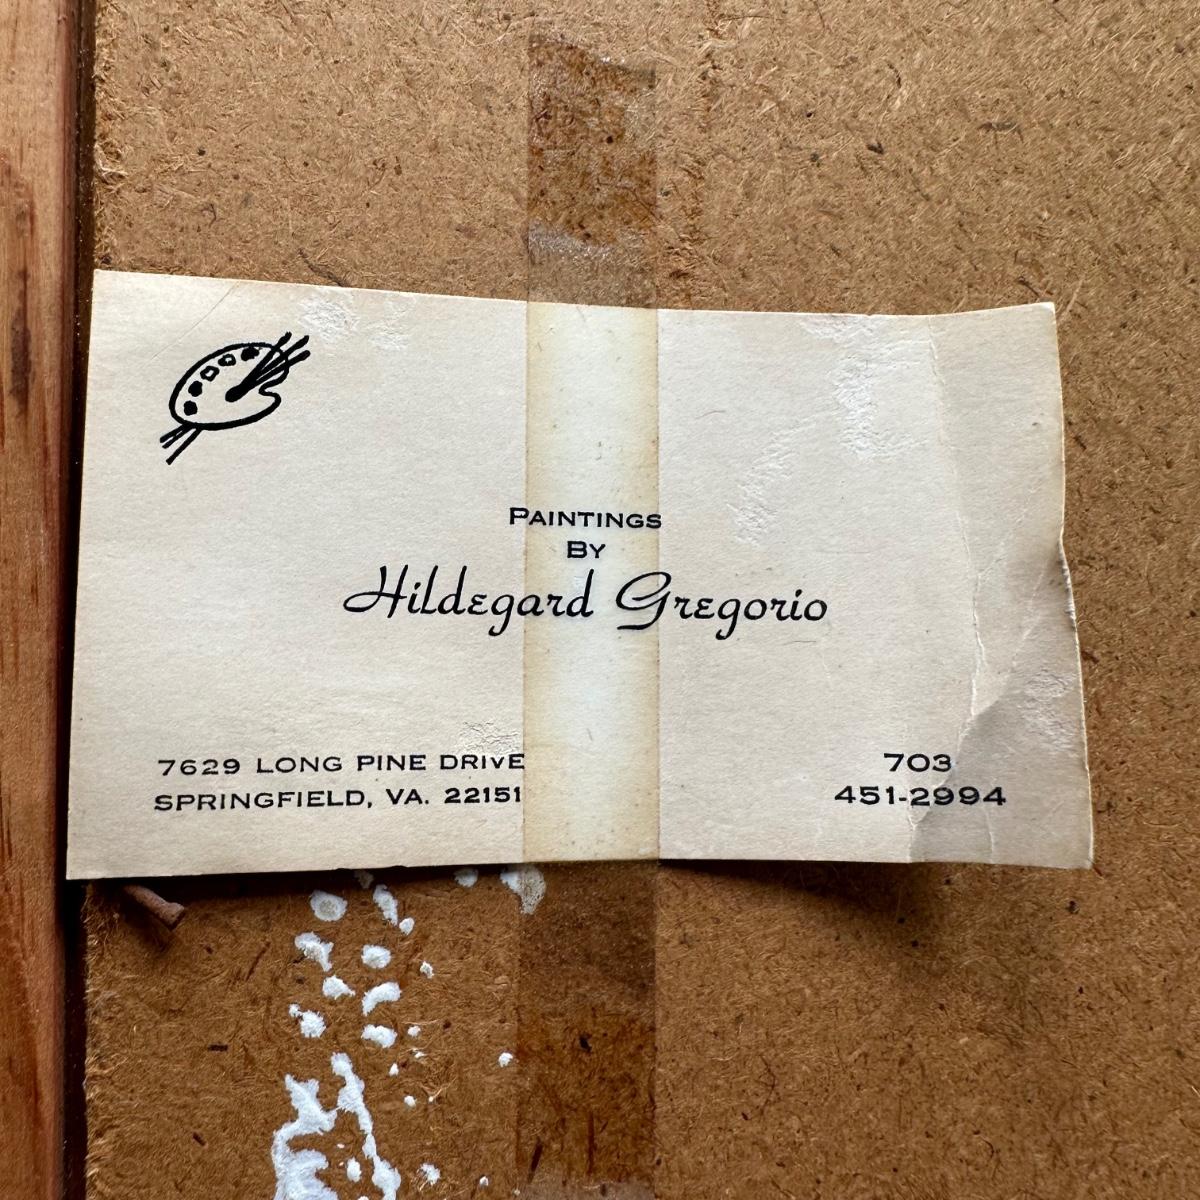 PAINTINGS
BY
Hildegard Gregorio
7629 LONG PINE DRIVE
SPRINGFIELD, VA. 22151
703
451-2994